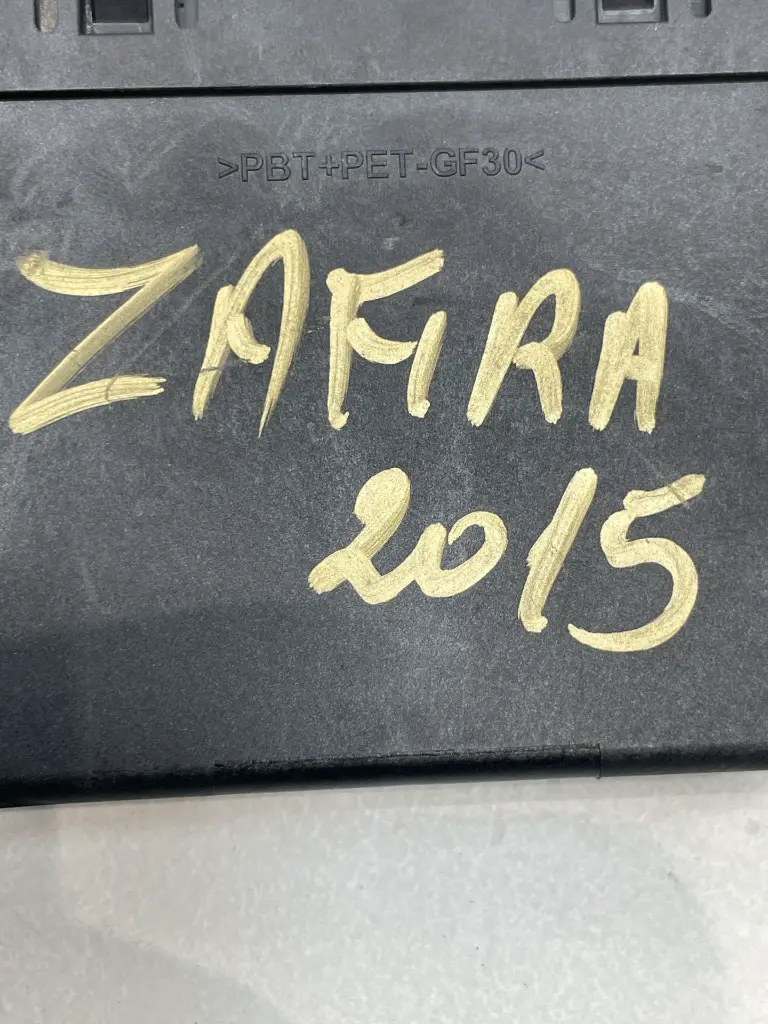 >PBT+PET-GF30<
ZAFIRA
2015